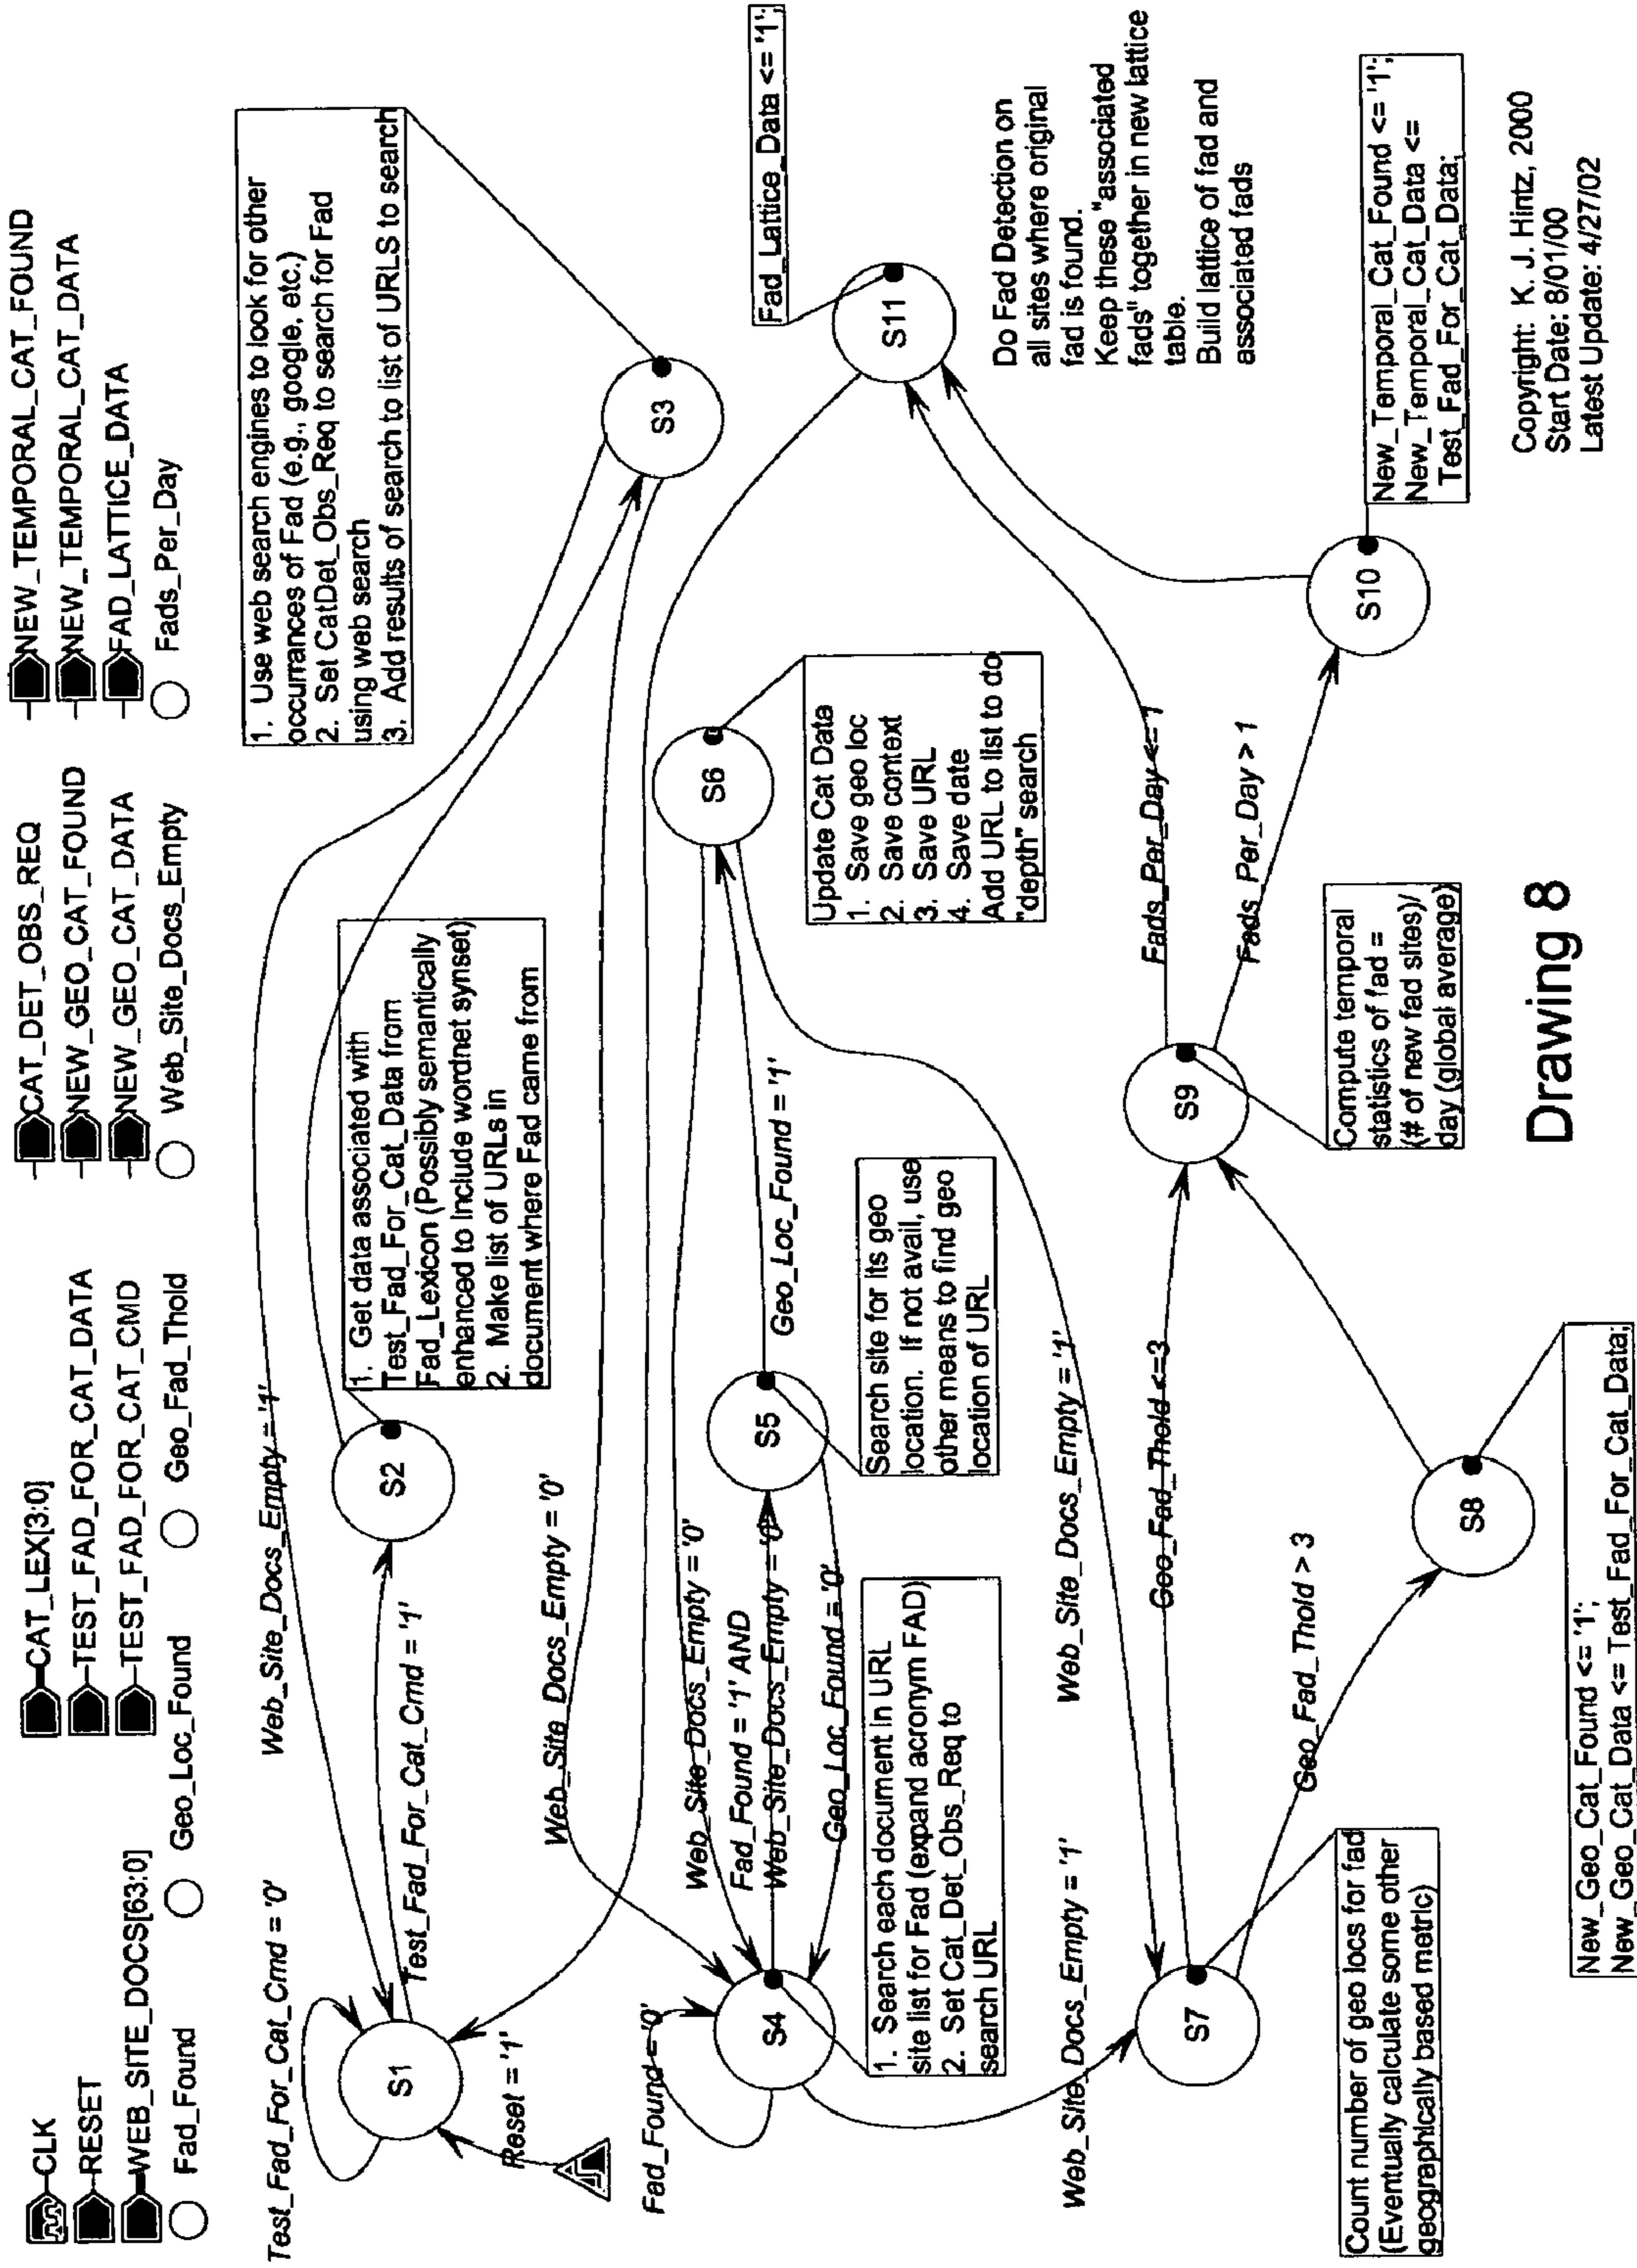 CLK
RESET
WEB_SITE_DOCS[63:0]
Fad_Found
Geo_Loc_Found
CAT_LEX[3:0]
TEST_FAD_FOR_CAT_DATA
TEST_FAD_FOR_CAT_CMD
Geo_Fad_Thold
CAT_DET_OBS_REQ
NEW_GEO_CAT_FOUND
NEW_GEO_CAT_DATA
Web_Site_Docs_Empty
NEW_TEMPORAL_CAT_FOUND
NEW_TEMPORAL_CAT_DATA
FAD_LATTICE_DATA
Fads_Per_Day
Test_Fad_For_Cat_Cmd = '0'
S1
Reset = '1'
Test_Fad_For_Cat_Cmd = '1'
Web_Site_Docs_Empty = '1'
S2
1. Get data associated with
Test_Fad_For_Cat_Data from
Fad_Lexicon (Possibly semantically
enhanced to include wordnet synset)
2. Make list of URLs in
document where Fad came from
1. Use web search engines to look for other
occurrances of Fad (e.g., google, etc.)
2. Set CatDet_Obs_Req to search for Fad
using web search
3. Add results of search to list of URLS to search
S3
Web_Site_Docs_Empty = '0'
Fad_Found = '0'
S4
Web_Site_Docs_Empty = '0'
Fad_Found = '1' AND
Web_Site_Docs_Empty = '0'
Geo_Loc_Found = '0'
1. Search each document in URL
site list for Fad (expand acronym FAD)
2. Set Cat_Det_Obs_Req to
search URL
S5
Geo_Loc_Found = '1'
Search site for its geo
location. If not avail, use
other means to find geo
location of URL
S6
Update Cat Data
1. Save geo loc
2. Save context
3. Save URL
4. Save date
Add URL to list to do
"depth" search
S11
Fad_Lattice_Data <= '1';
Do Fad Detection on
all sites where original
fad is found.
Keep these "associated
fads" together in new lattice
table.
Build lattice of fad and
associated fads
Web_Site_Docs_Empty = '1'
Web_Site_Docs_Empty = '1'
S7
Count number of geo locs for fad
(Eventually calculate some other
geographically based metric)
Geo_Fad_Thold <=3
Geo_Fad_Thold > 3
S8
New_Geo_Cat_Found <= '1';
New_Geo_Cat_Data <= Test_Fad_For_Cat_Data;
S9
Compute temporal
statistics of fad =
(# of new fad sites)/
day (global average)
Fads_Per_Day <=1
Fads_Per_Day > 1
S10
New_Temporal_Cat_Found <= '1';
New_Temporal_Cat_Data <=
Test_Fad_For_Cat_Data;
Drawing 8
Copyright: K. J. Hintz, 2000
Start Date: 8/01/00
Latest Update: 4/27/02